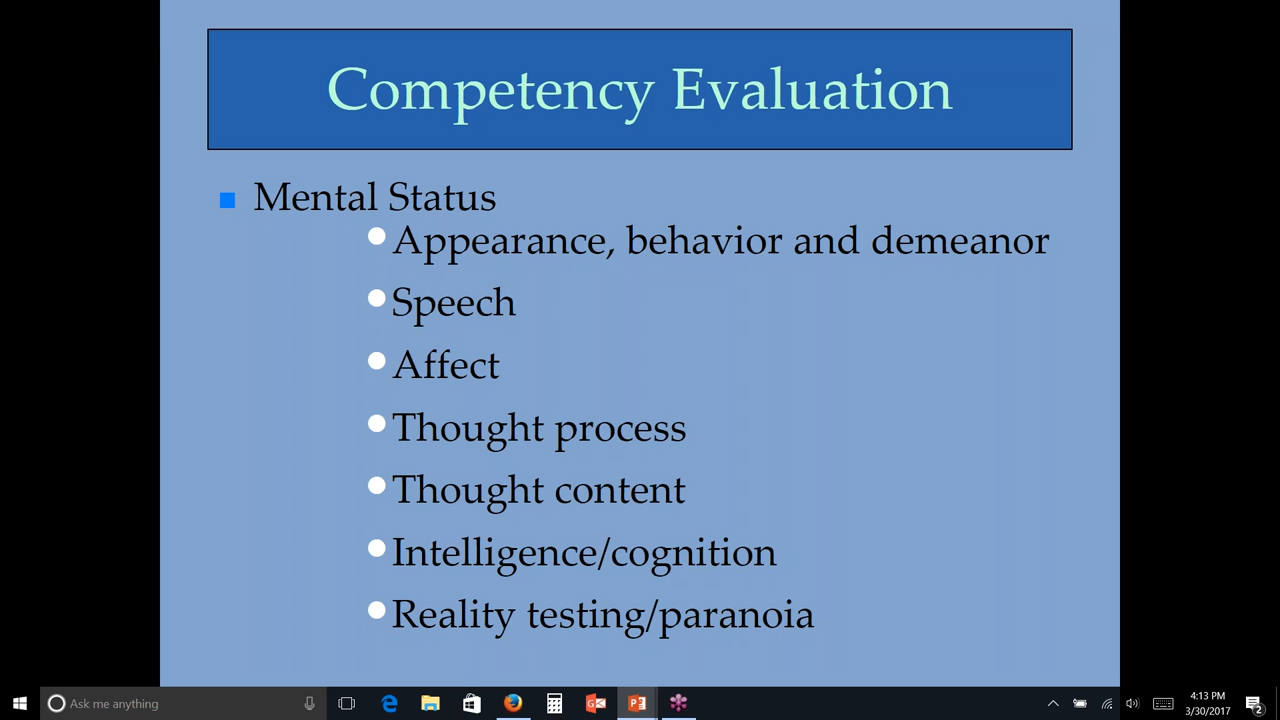 Competency Evaluation
Mental Status
Appearance, behavior and demeanor
Speech
Affect
Thought process
Thought content
Intelligence/cognition
Reality testing/paranoia
Ask me anything
4:13 PM
3/30/2017
2